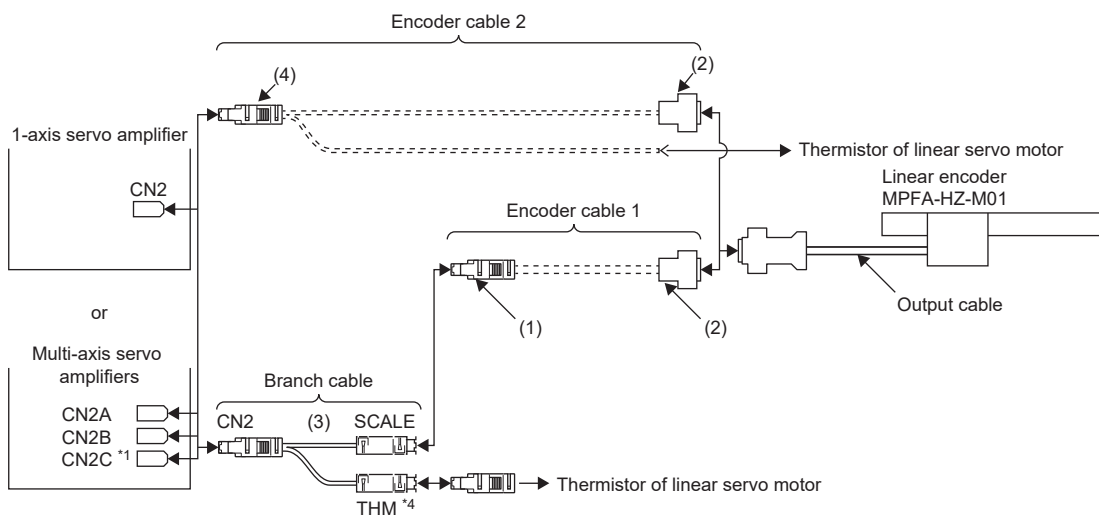 Encoder cable 2
(4)
(2)
1-axis servo amplifier
Thermistor of linear servo motor
CN2
Linear encoder
MPFA-HZ-M01
Encoder cable 1
(1)
(2)
Output cable
or
Multi-axis servo
amplifiers
Branch cable
CN2A
CN2B
CN2C *1
CN2
(3)
SCALE
THM *4
Thermistor of linear servo motor